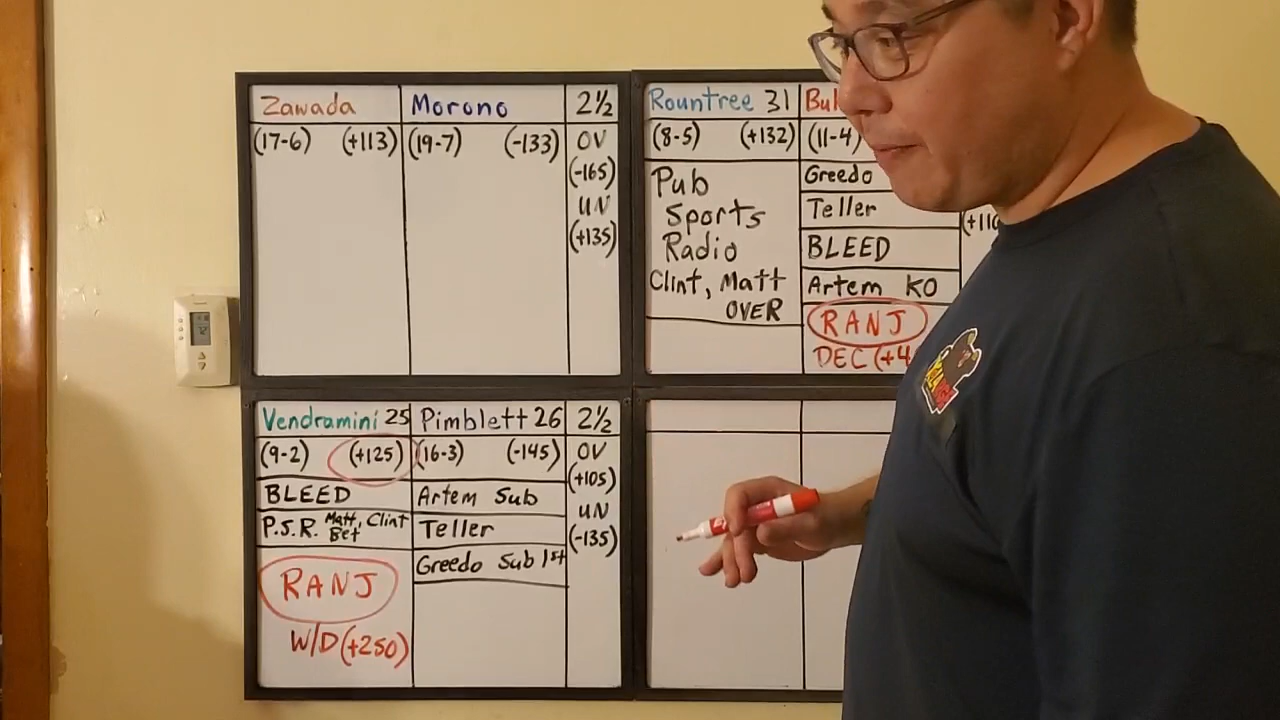 Zawada Morono 2½
(17-6) (+113) (19-7) (-133) OV
(-165)
UN
(+135)
Rountree 31
(8-5) (+132) (11-4)
Pub
Sports
Radio
Clint, Matt
OVER
Greedo
Teller
BLEED
Artem KO
RANJ
DEC (+4
Vendramini 25 Pimblett 26 2½
(9-2) (+125) (16-3) (-145) OV
(+105)
UN
(-135)
BLEED
P.S.R. Matt, Clint
Bet
RANJ
W/D (+250)
Artem Sub
Teller
Greedo Sub 1st